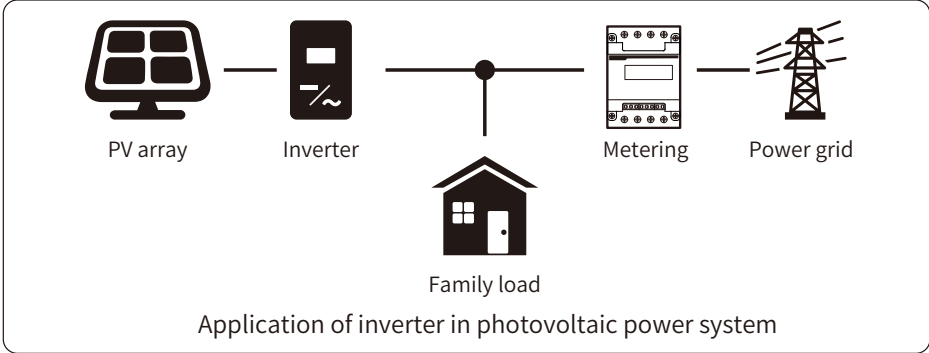 PV array
Inverter
Metering
Power grid
Family load
Application of inverter in photovoltaic power system